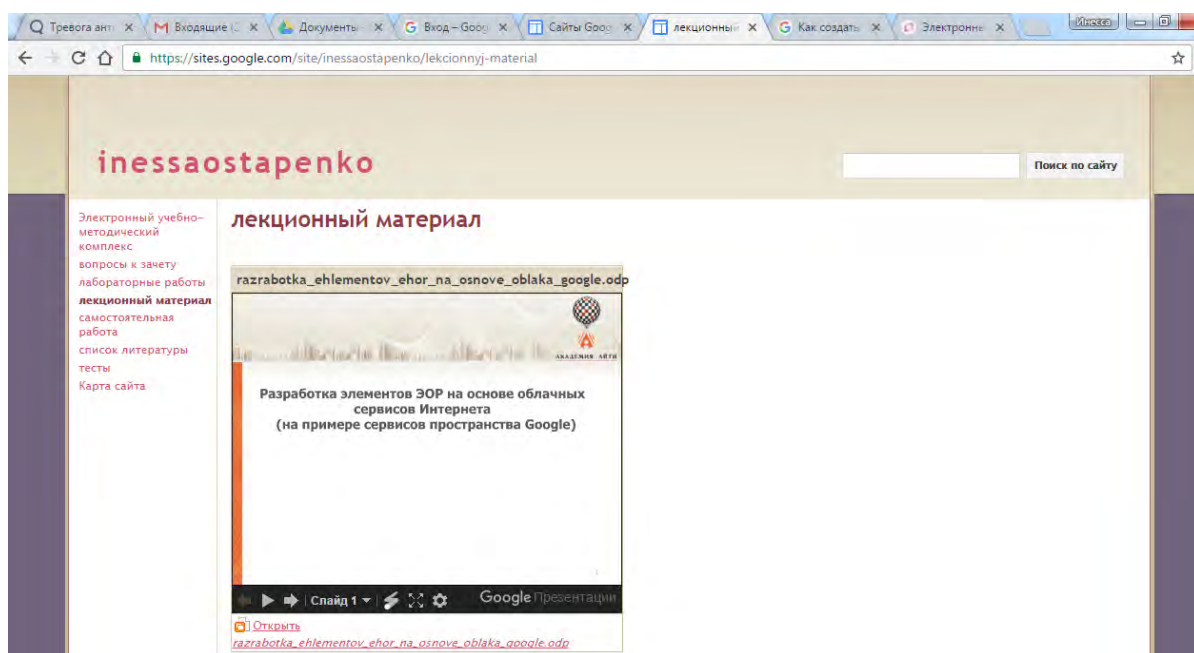 Тревога ант
Входящие
Документы
Вход – Goog
Сайты Goog
лекционны
Как создать
Электронн
Инесса
https://sites.google.com/site/inessaostapenko/lekcionnyj-material
inessaostapenko
Поиск по сайту
Электронный учебно-
методический
комплекс
вопросы к зачету
лабораторные работы
лекционный материал
самостоятельная
работа
список литературы
тесты
Карта сайта
лекционный материал
razrabotka_ehlementov_ehor_na_osnove_oblaka_google.odp
АКАДЕМИЯ АЙТИ
Разработка элементов ЭОР на основе облачных
сервисов Интернета
(на примере сервисов пространства Google)
Слайд 1
Google Презентации
Открыть
razrabotka_ehlementov_ehor_na_osnove_oblaka_google.odp